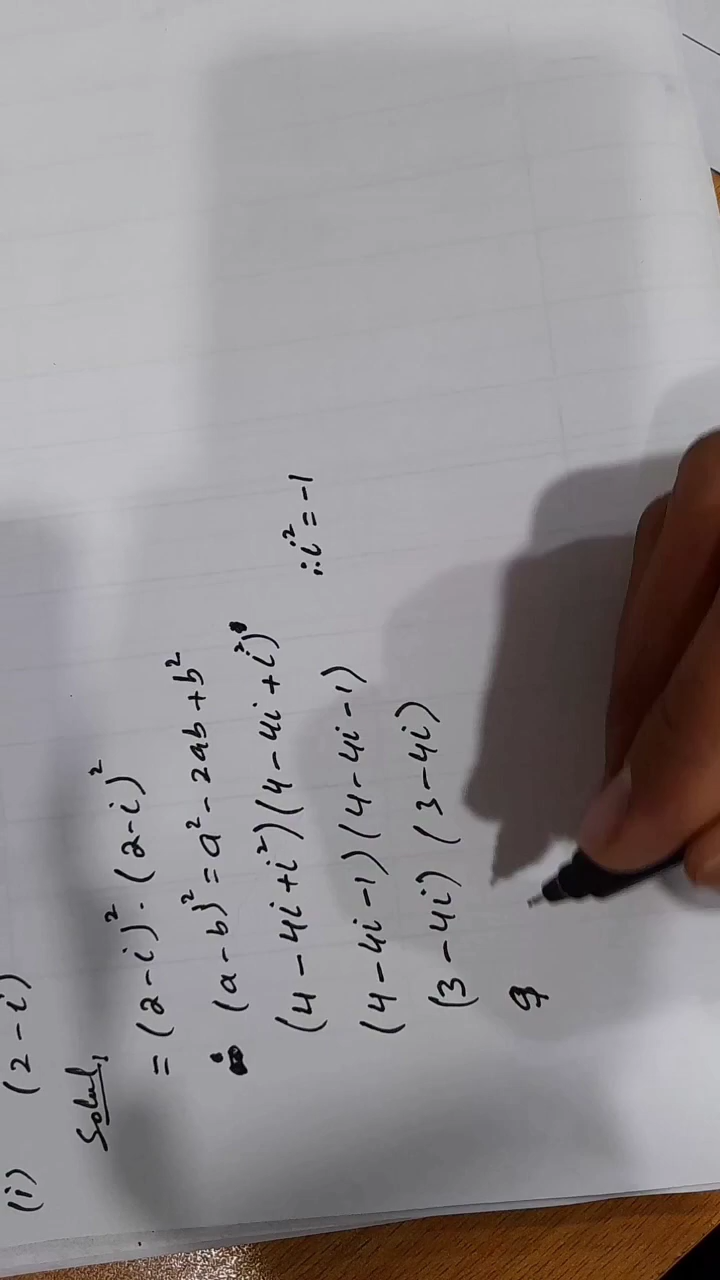 (i) (2-i)
Solul,
= (2-i)² · (2-i)²
(a-b)² = a² - 2ab + b²
(4 - 4i + i²)(4 - 4i + i²) ∴ i² = -1
(4 - 4i - 1)(4 - 4i - 1)
(3 - 4i) (3 - 4i)
9